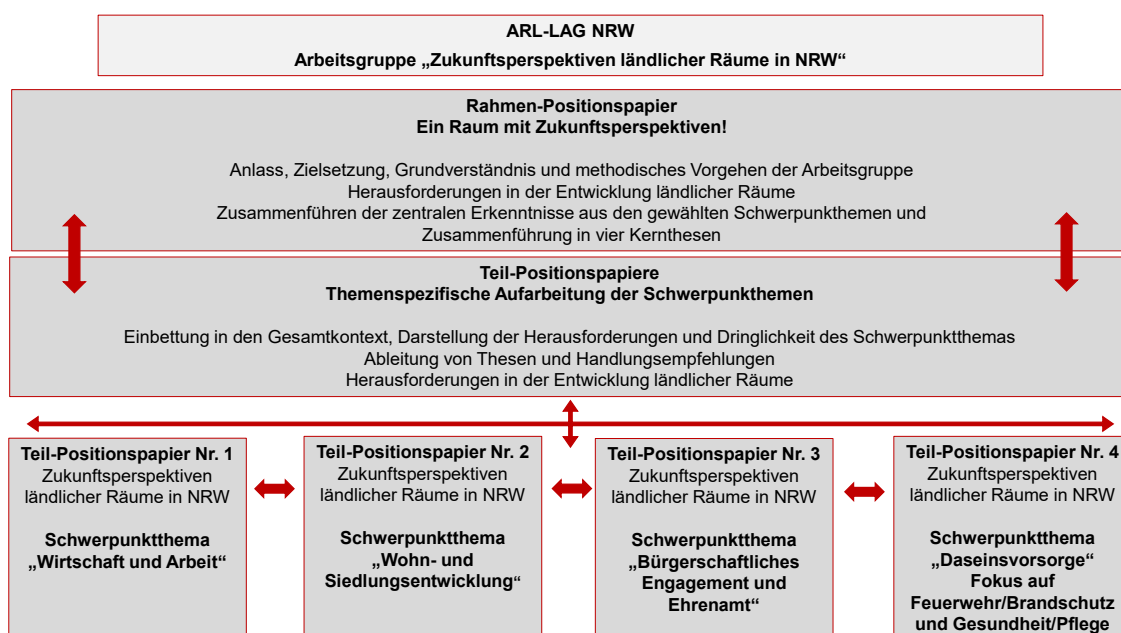 ARL-LAG NRW
Arbeitsgruppe „Zukunftsperspektiven ländlicher Räume in NRW“
Rahmen-Positionspapier
Ein Raum mit Zukunftsperspektiven!
Anlass, Zielsetzung, Grundverständnis und methodisches Vorgehen der Arbeitsgruppe
Herausforderungen in der Entwicklung ländlicher Räume
Zusammenführen der zentralen Erkenntnisse aus den gewählten Schwerpunkthemen und
Zusammenführung in vier Kernthesen
Teil-Positionspapiere
Themenspezifische Aufarbeitung der Schwerpunkthemen
Einbettung in den Gesamtkontext, Darstellung der Herausforderungen und Dringlichkeit des Schwerpunktthemas
Ableitung von Thesen und Handlungsempfehlungen
Herausforderungen in der Entwicklung ländlicher Räume
Teil-Positionspapier Nr. 1
Zukunftsperspektiven
ländlicher Räume in NRW
Schwerpunktthema
„Wirtschaft und Arbeit“
Teil-Positionspapier Nr. 2
Zukunftsperspektiven
ländlicher Räume in NRW
Schwerpunktthema
„Wohn- und
Siedlungsentwicklung“
Teil-Positionspapier Nr. 3
Zukunftsperspektiven
ländlicher Räume in NRW
Schwerpunktthema
„Bürgerschaftliches
Engagement und
Ehrenamt“
Teil-Positionspapier Nr. 4
Zukunftsperspektiven
ländlicher Räume in NRW
Schwerpunktthema
„Daseinsvorsorge“
Fokus auf
Feuerwehr/Brandschutz
und Gesundheit/Pflege